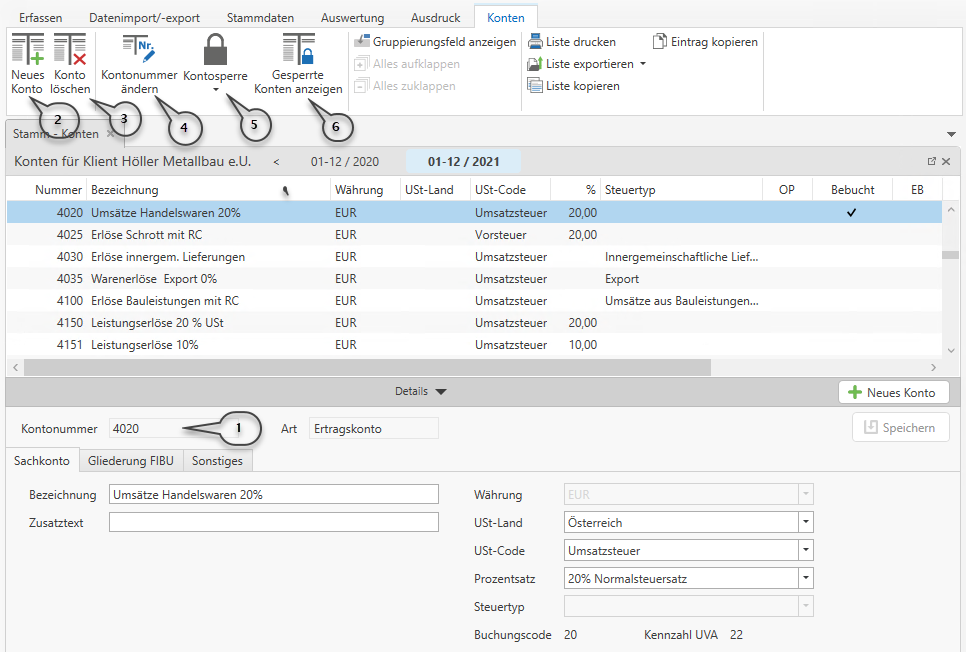 Erfassen Datenimport/-export Stammdaten Auswertung Ausdruck Konten
Neues Konto
Konto löschen
Nr.
Kontonummer ändern
Kontosperre
Gesperrte Konten anzeigen
Gruppierungsfeld anzeigen
Alles aufklappen
Alles zuklappen
Liste drucken
Liste exportieren
Liste kopieren
Eintrag kopieren
2
3
4
5
6
Stamm - Konten
Konten für Klient Höller Metallbau e.U. < 01-12 / 2020 01-12 / 2021
Nummer Bezeichnung Währung USt-Land USt-Code % Steuertyp OP Bebucht EB
4020 Umsätze Handelswaren 20% EUR Umsatzsteuer 20,00
4025 Erlöse Schrott mit RC EUR Vorsteuer 20,00
4030 Erlöse innergem. Lieferungen EUR Umsatzsteuer Innergemeinschaftliche Lief...
4035 Warenerlöse Export 0% EUR Umsatzsteuer Export
4100 Erlöse Bauleistungen mit RC EUR Umsatzsteuer Umsätze aus Bauleistungen...
4150 Leistungserlöse 20 % USt EUR Umsatzsteuer 20,00
4151 Leistungserlöse 10% EUR Umsatzsteuer 10,00
Details
Neues Konto
Kontonummer 4020 1 Art Ertragskonto
Speichern
Sachkonto Gliederung FIBU Sonstiges
Bezeichnung Umsätze Handelswaren 20%
Zusatztext
Währung EUR
USt-Land Österreich
USt-Code Umsatzsteuer
Prozentsatz 20% Normalsteuersatz
Steuertyp
Buchungscode 20 Kennzahl UVA 22